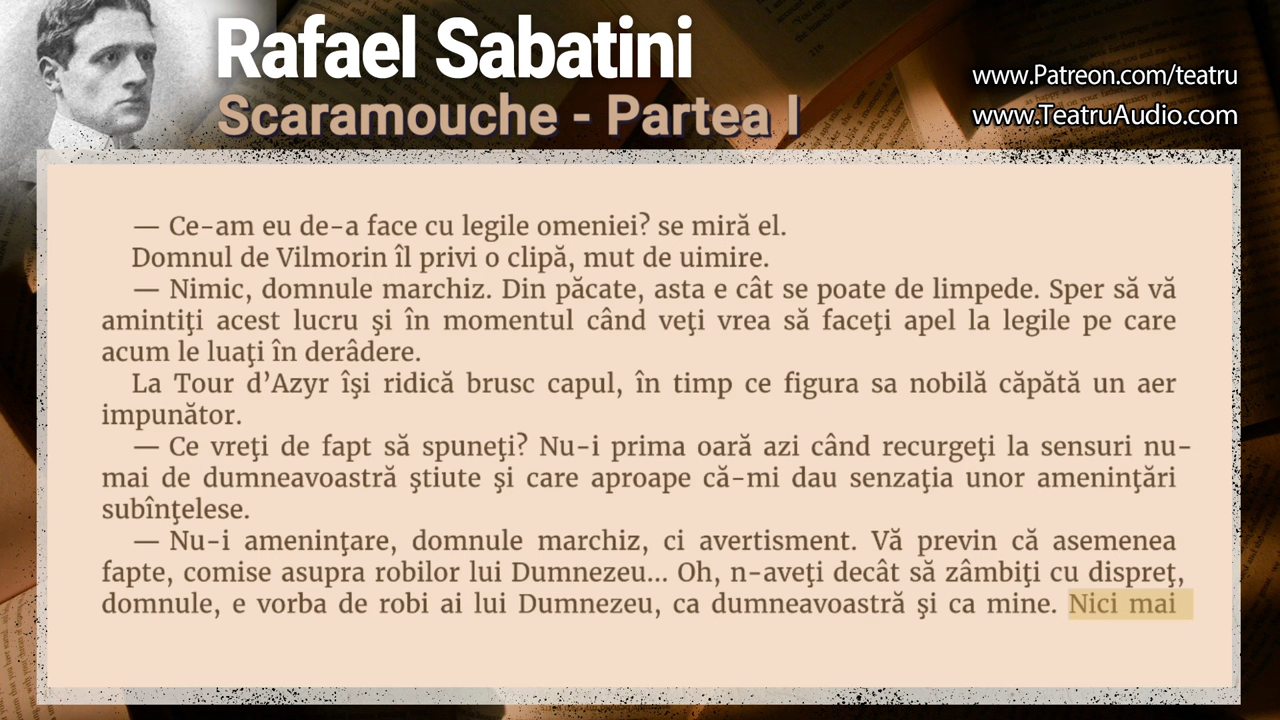 Rafael Sabatini
Scaramouche - Partea I
www.Patreon.com/teatru
www.TeatruAudio.com
— Ce-am eu de-a face cu legile omeniei? se miră el.
Domnul de Vilmorin îl privi o clipă, mut de uimire.
— Nimic, domnule marchiz. Din păcate, asta e cât se poate de limpede. Sper să vă
amintiţi acest lucru şi în momentul când veţi vrea să faceţi apel la legile pe care
acum le luaţi în derâdere.
La Tour d’Azyr îşi ridică brusc capul, în timp ce figura sa nobilă căpătă un aer
impunător.
— Ce vreţi de fapt să spuneţi? Nu-i prima oară azi când recurgeţi la sensuri nu-
mai de dumneavoastră ştiute şi care aproape că-mi dau senzaţia unor ameninţări
subînţelese.
— Nu-i ameninţare, domnule marchiz, ci avertisment. Vă previn că asemenea
fapte, comise asupra robilor lui Dumnezeu... Oh, n-aveţi decât să zâmbiţi cu dispreţ,
domnule, e vorba de robi ai lui Dumnezeu, ca dumneavoastră şi ca mine. Nici mai